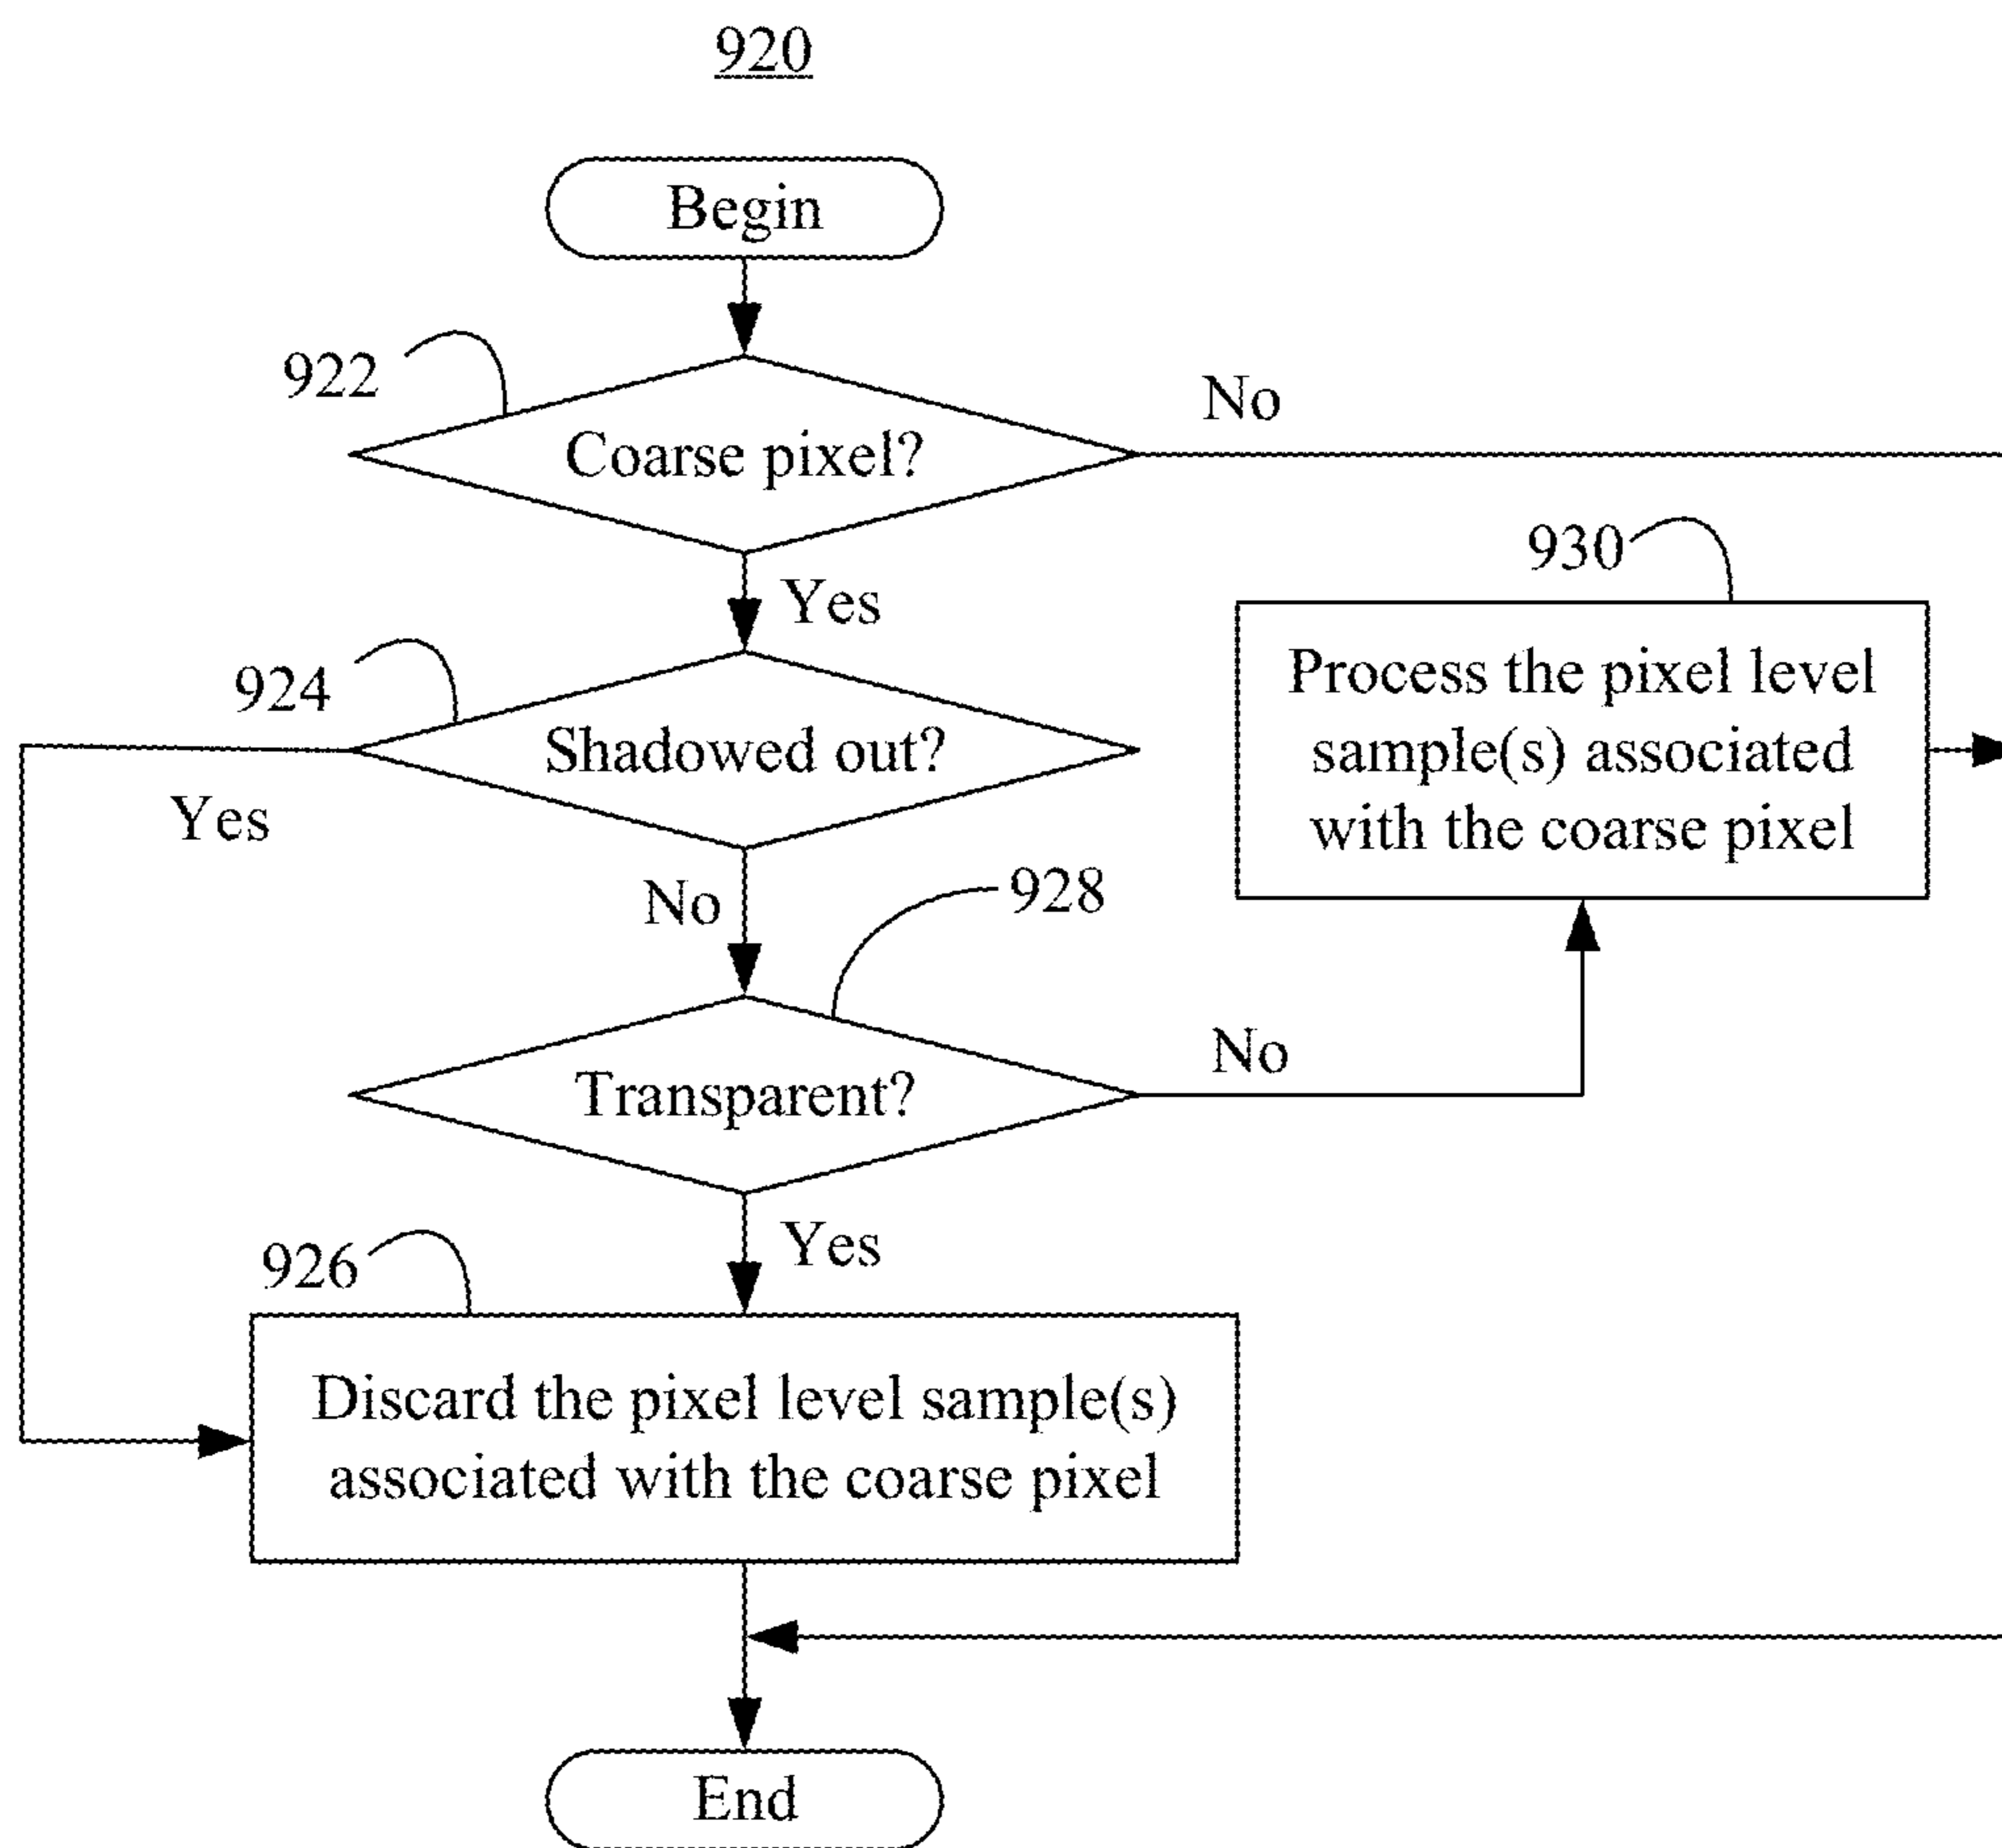 920
Begin
922
Coarse pixel?
No
Yes
930
Process the pixel level
sample(s) associated
with the coarse pixel
924
Shadowed out?
Yes
No
928
Transparent?
No
Yes
926
Discard the pixel level sample(s)
associated with the coarse pixel
End